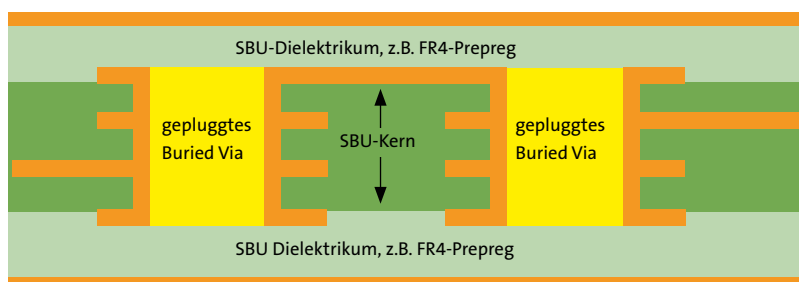 SBU-Dielektrikum, z.B. FR4-Prepreg
gepluggtes
Buried Via
SBU-Kern
gepluggtes
Buried Via
SBU Dielektrikum, z.B. FR4-Prepreg